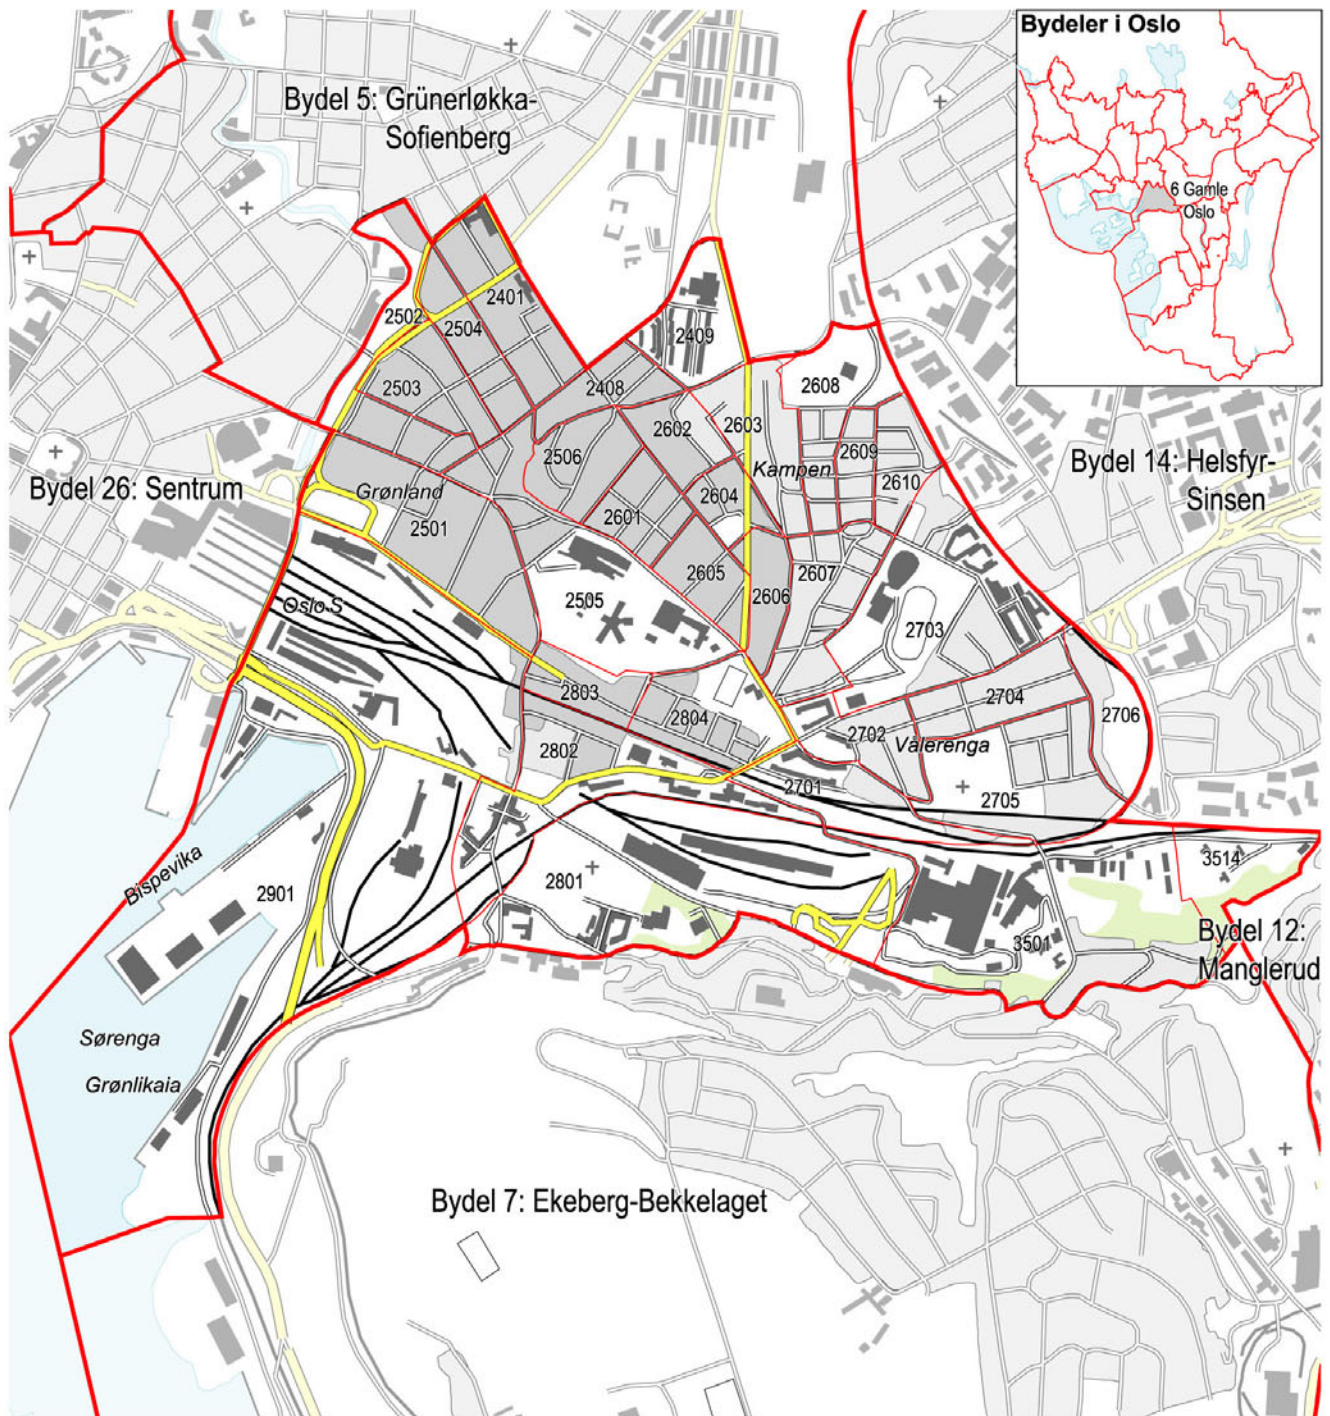 Bydeler i Oslo
6 Gamle
Oslo
Bydel 5: Grünerløkka-
Sofienberg
2401
2502
2504
2409
2503
2408
2608
2602
2603
2609
2506
Kampen
Bydel 14: Helsfyr-
Sinsen
Bydel 26: Sentrum
Grønland
2604
2610
2501
2601
2605
2607
2606
Oslo S
2505
2703
2803
2704
2706
2804
2702
Vålerenga
2802
2701
2705
Bispevika
2901
2801
3514
3501
Bydel 12:
Manglerud
Sørenga
Grønlikaia
Bydel 7: Ekeberg-Bekkelaget